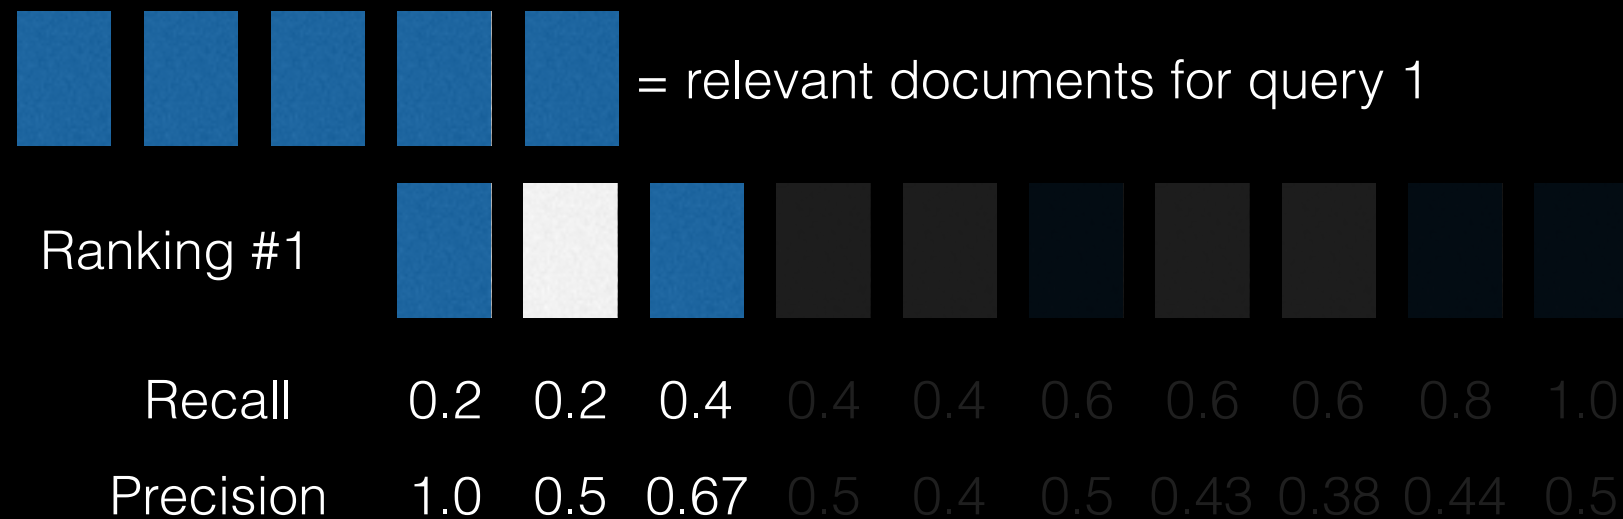 = relevant documents for query 1
Ranking #1
Recall 0.2 0.2 0.4 0.4 0.4 0.6 0.6 0.6 0.8 1.0
Precision 1.0 0.5 0.67 0.5 0.4 0.5 0.43 0.38 0.44 0.5